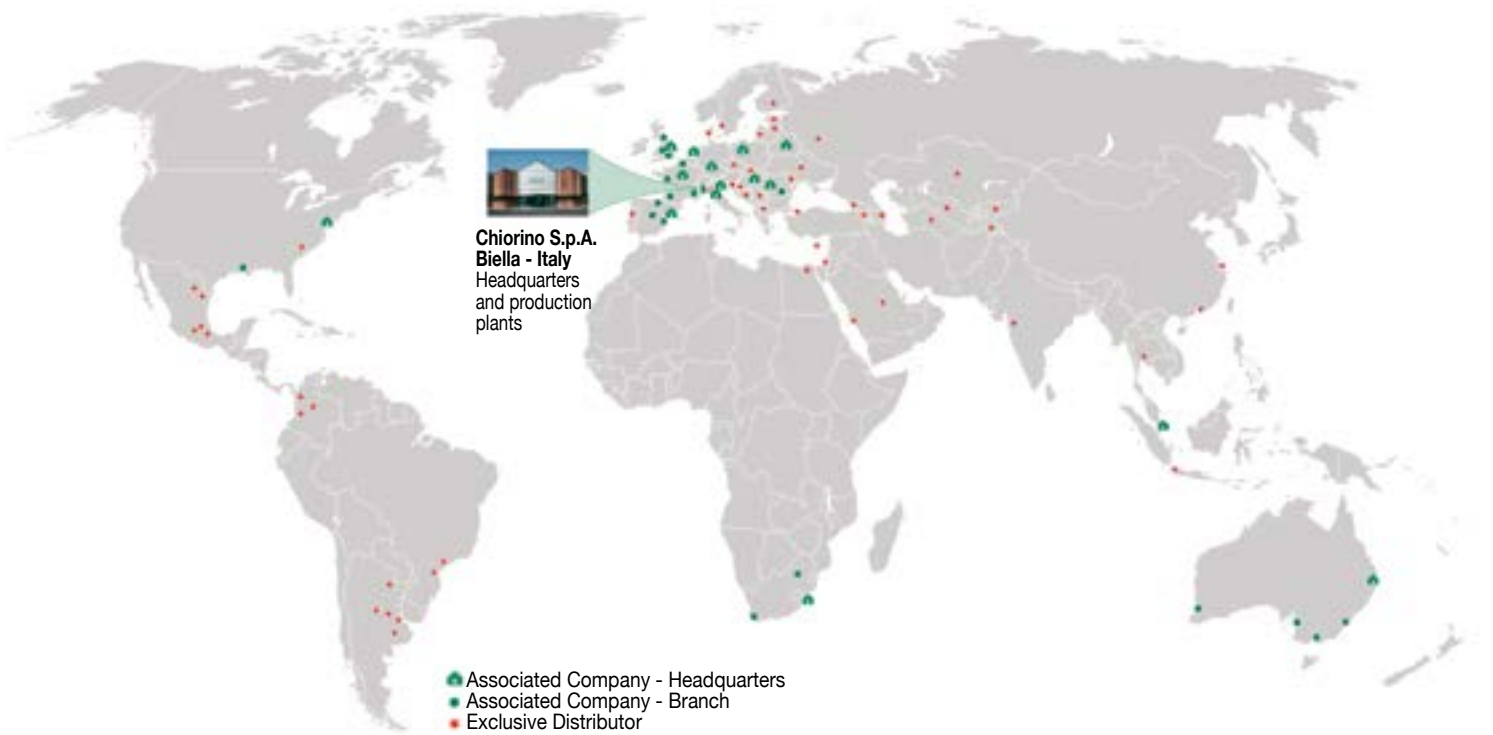 Chiorino S.p.A.
Biella - Italy
Headquarters
and production
plants
Associated Company - Headquarters
Associated Company - Branch
Exclusive Distributor